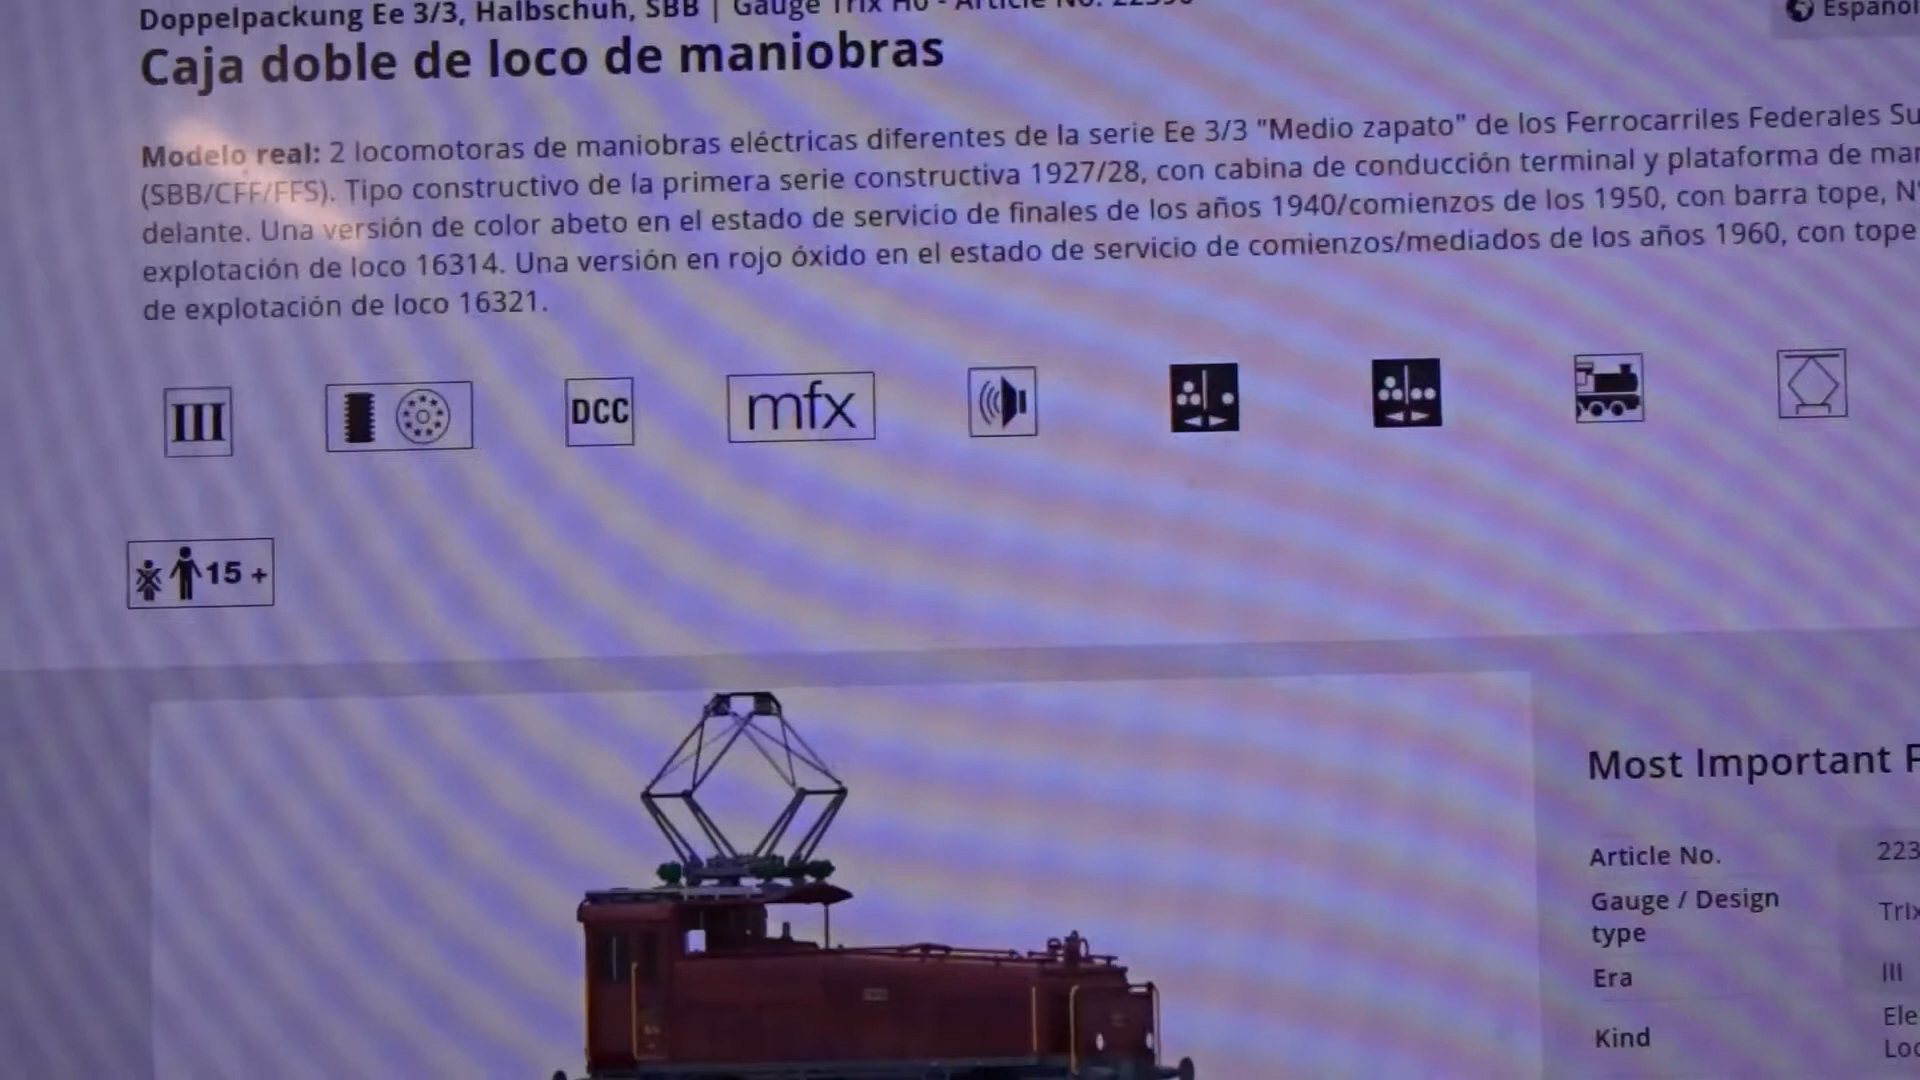 Doppelpackung Ee 3/3, Halbschuh, SBB | Gauge Trix H0 - Article No.
Español
Caja doble de loco de maniobras
Modelo real: 2 locomotoras de maniobras eléctricas diferentes de la serie Ee 3/3 "Medio zapato" de los Ferrocarriles Federales Su
(SBB/CFF/FFS). Tipo constructivo de la primera serie constructiva 1927/28, con cabina de conducción terminal y plataforma de mar
delante. Una versión de color abeto en el estado de servicio de finales de los años 1940/comienzos de los 1950, con barra tope, N°
explotación de loco 16314. Una versión en rojo óxido en el estado de servicio de comienzos/mediados de los años 1960, con tope
de explotación de loco 16321.
III
DCC
mfx
15 +
Most Important F
Article No.
223
Gauge / Design
type
Trix
Era
III
Kind
Ele
Loc